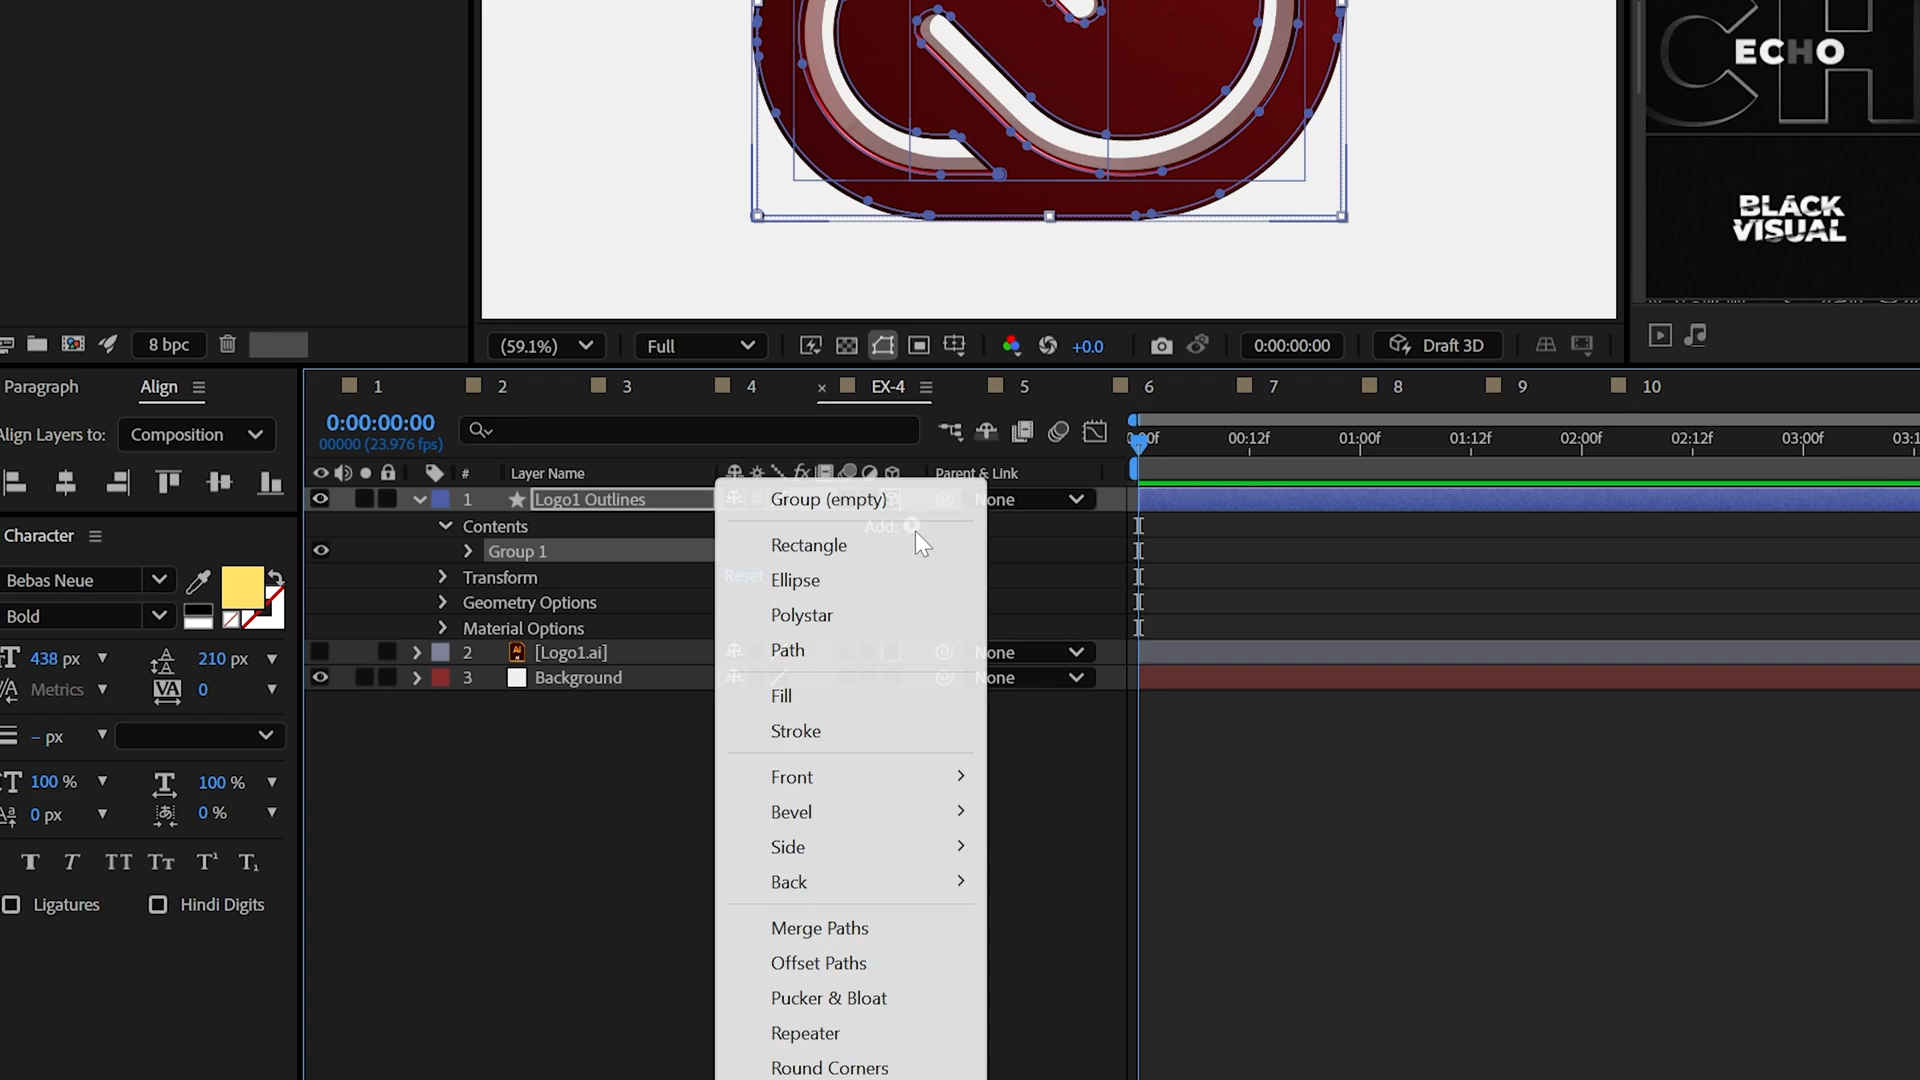 ECHO
BLACK
VISUAL
8 bpc
(59.1%)
Full
+0.0
0:00:00:00
Draft 3D
Paragraph
Align
1
2
3
4
EX-4
5
6
7
8
9
10
Align Layers to:
Composition
0:00:00:00
00000 (23.976 fps)
00:12f
01:00f
01:12f
02:00f
02:12f
03:00f
#
Layer Name
Parent & Link
1
Logo1 Outlines
None
Contents
Add:
Group 1
Transform
Reset
Geometry Options
Material Options
2
[Logo1.ai]
None
3
Background
None
Character
Bebas Neue
Bold
438 px
210 px
Metrics
0
– px
100 %
100 %
0 px
0 %
Ligatures
Hindi Digits
Group (empty)
Rectangle
Ellipse
Polystar
Path
Fill
Stroke
Front
Bevel
Side
Back
Merge Paths
Offset Paths
Pucker & Bloat
Repeater
Round Corners